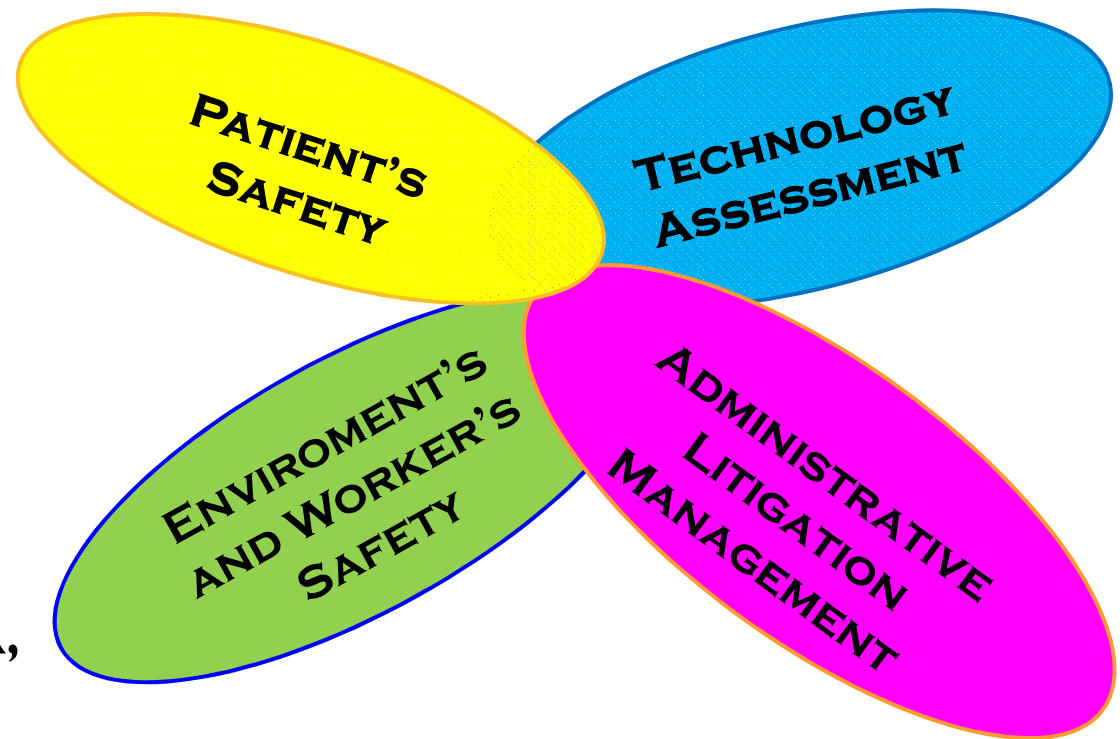 Patient's
Safety
Technology
Assessment
Enviroment's
and Worker's
Safety
Administrative
Litigation
Management